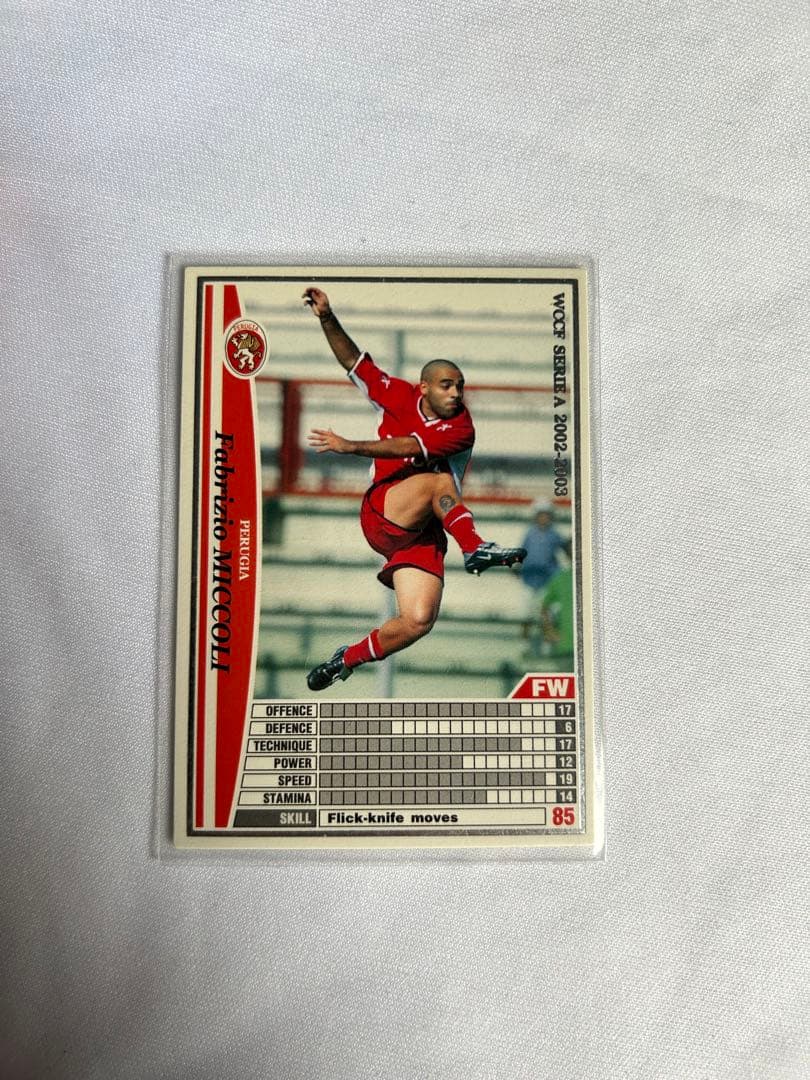 PERUGIA
WCCF SERIE A 2002-2003
PERUGIA
Fabrizio MICCOLI
FW
OFFENCE 17
DEFENCE 6
TECHNIQUE 17
POWER 12
SPEED 19
STAMINA 14
SKILL Flick-knife moves 85